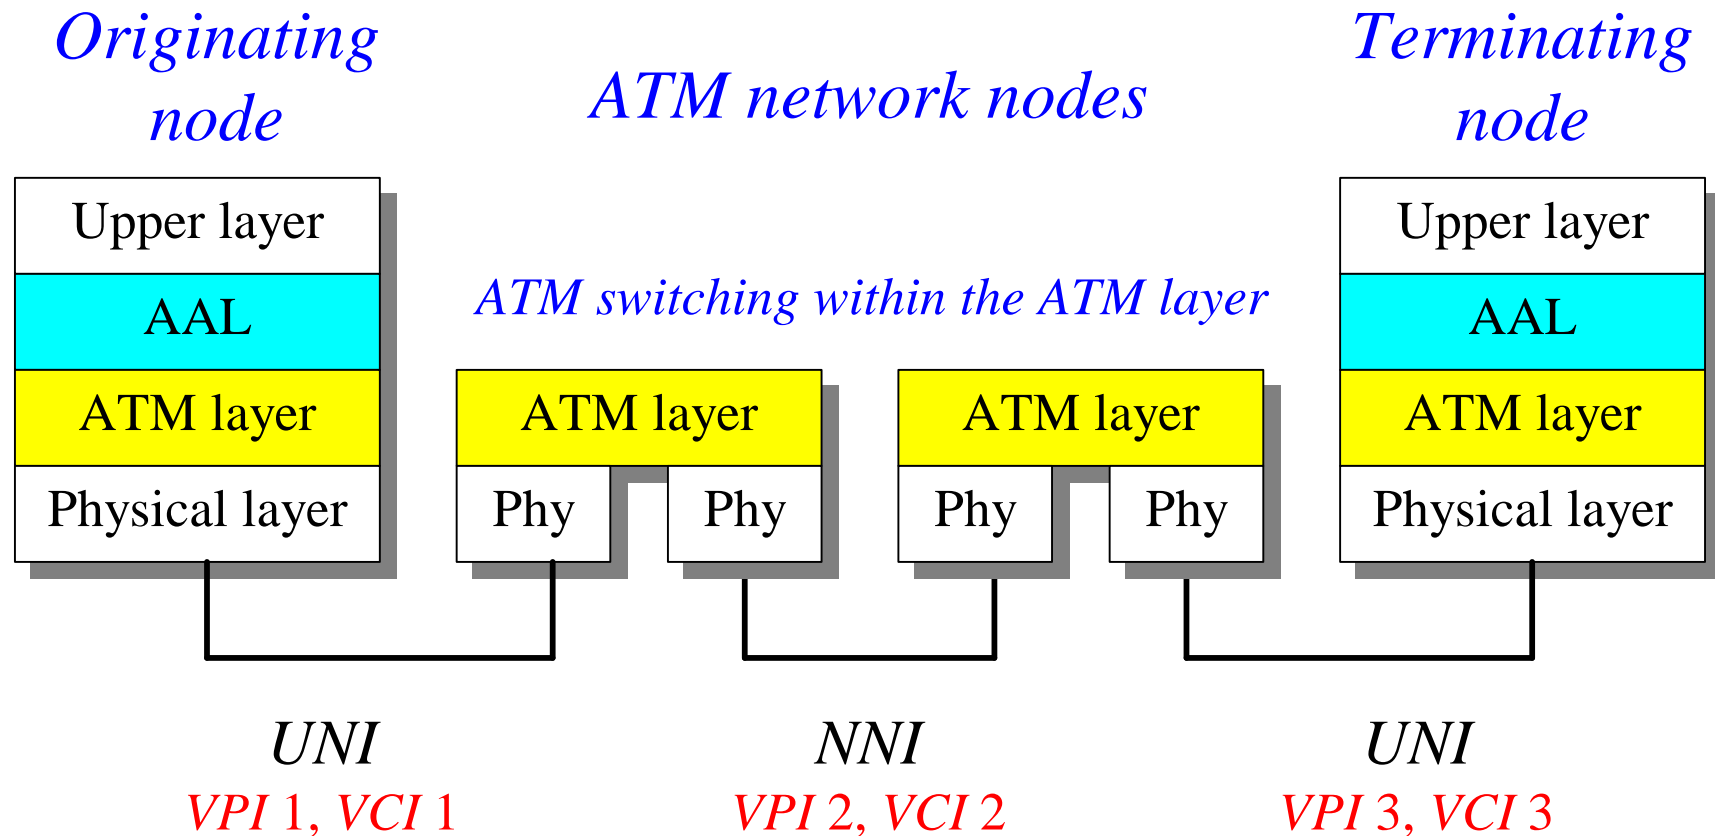 Originating
node
ATM network nodes
Terminating
node
Upper layer
AAL
ATM layer
Physical layer
ATM switching within the ATM layer
ATM layer
Phy
Phy
ATM layer
Phy
Phy
Upper layer
AAL
ATM layer
Physical layer
UNI
VPI 1, VCI 1
NNI
VPI 2, VCI 2
UNI
VPI 3, VCI 3